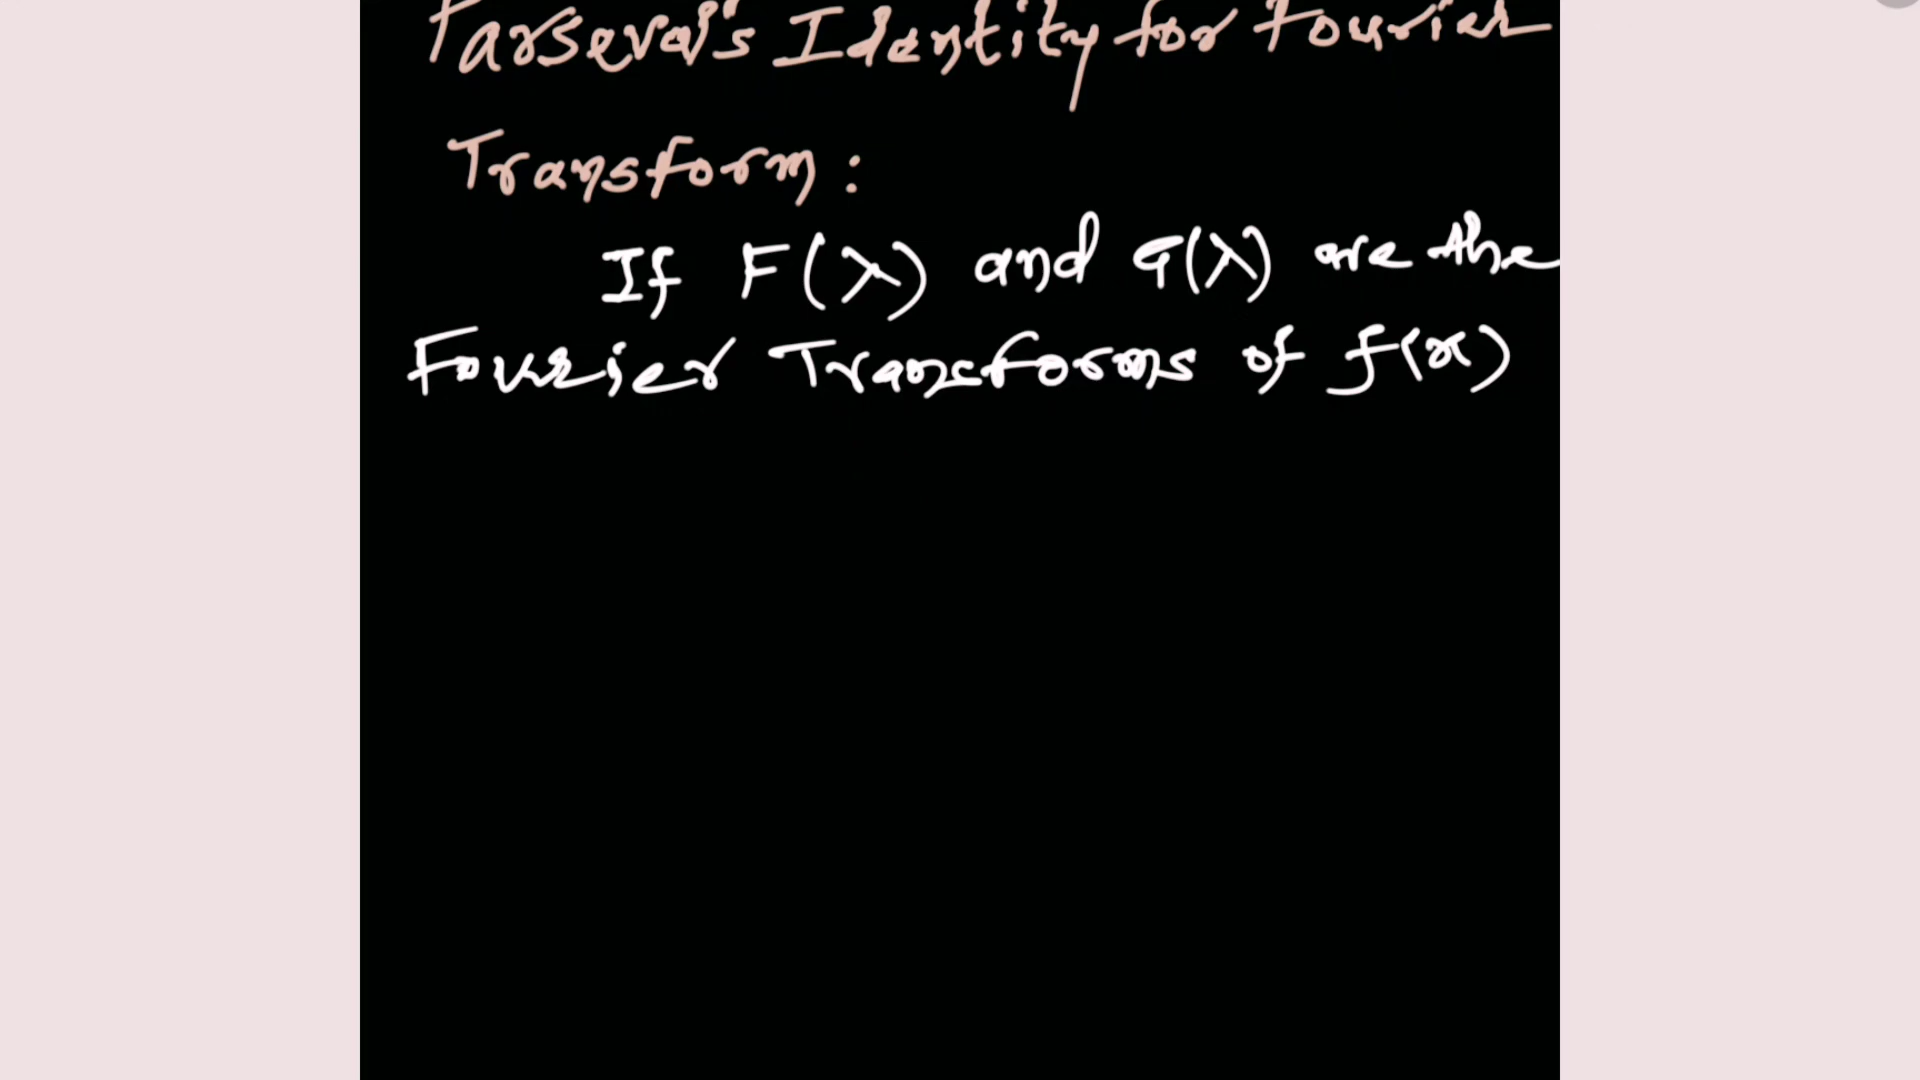 Parseval's Identity for Fourier
Transform :
If F(λ) and G(λ) are the
Fourier Transforms of f(x)